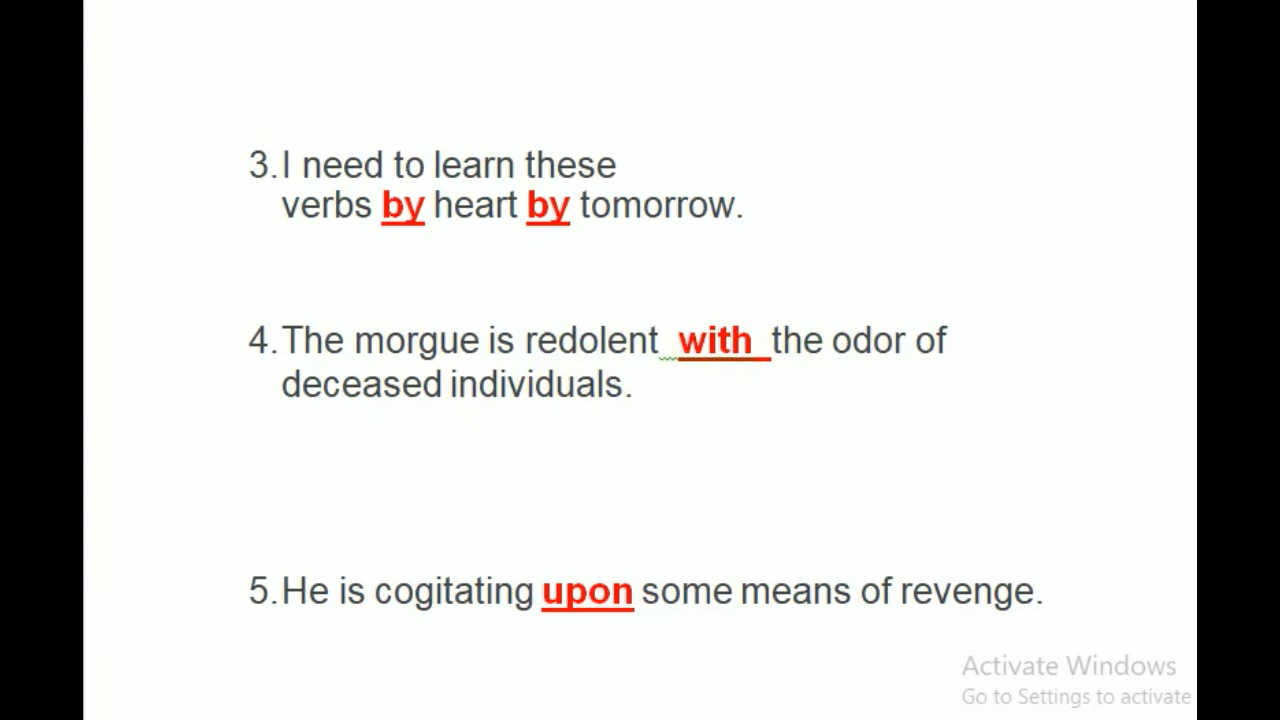 3. I need to learn these
verbs by heart by tomorrow.
4. The morgue is redolent with the odor of
deceased individuals.
5. He is cogitating upon some means of revenge.
Activate Windows
Go to Settings to activate